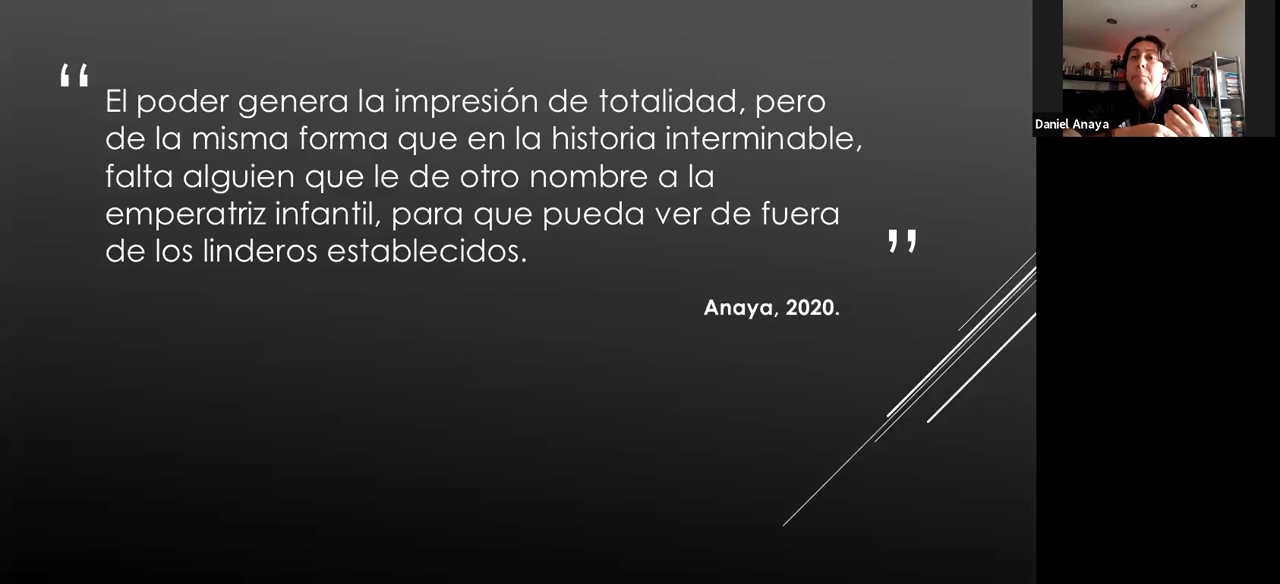 “
El poder genera la impresión de totalidad, pero
de la misma forma que en la historia interminable,
falta alguien que le de otro nombre a la
emperatriz infantil, para que pueda ver de fuera
de los linderos establecidos.
”
Anaya, 2020.
Daniel Anaya